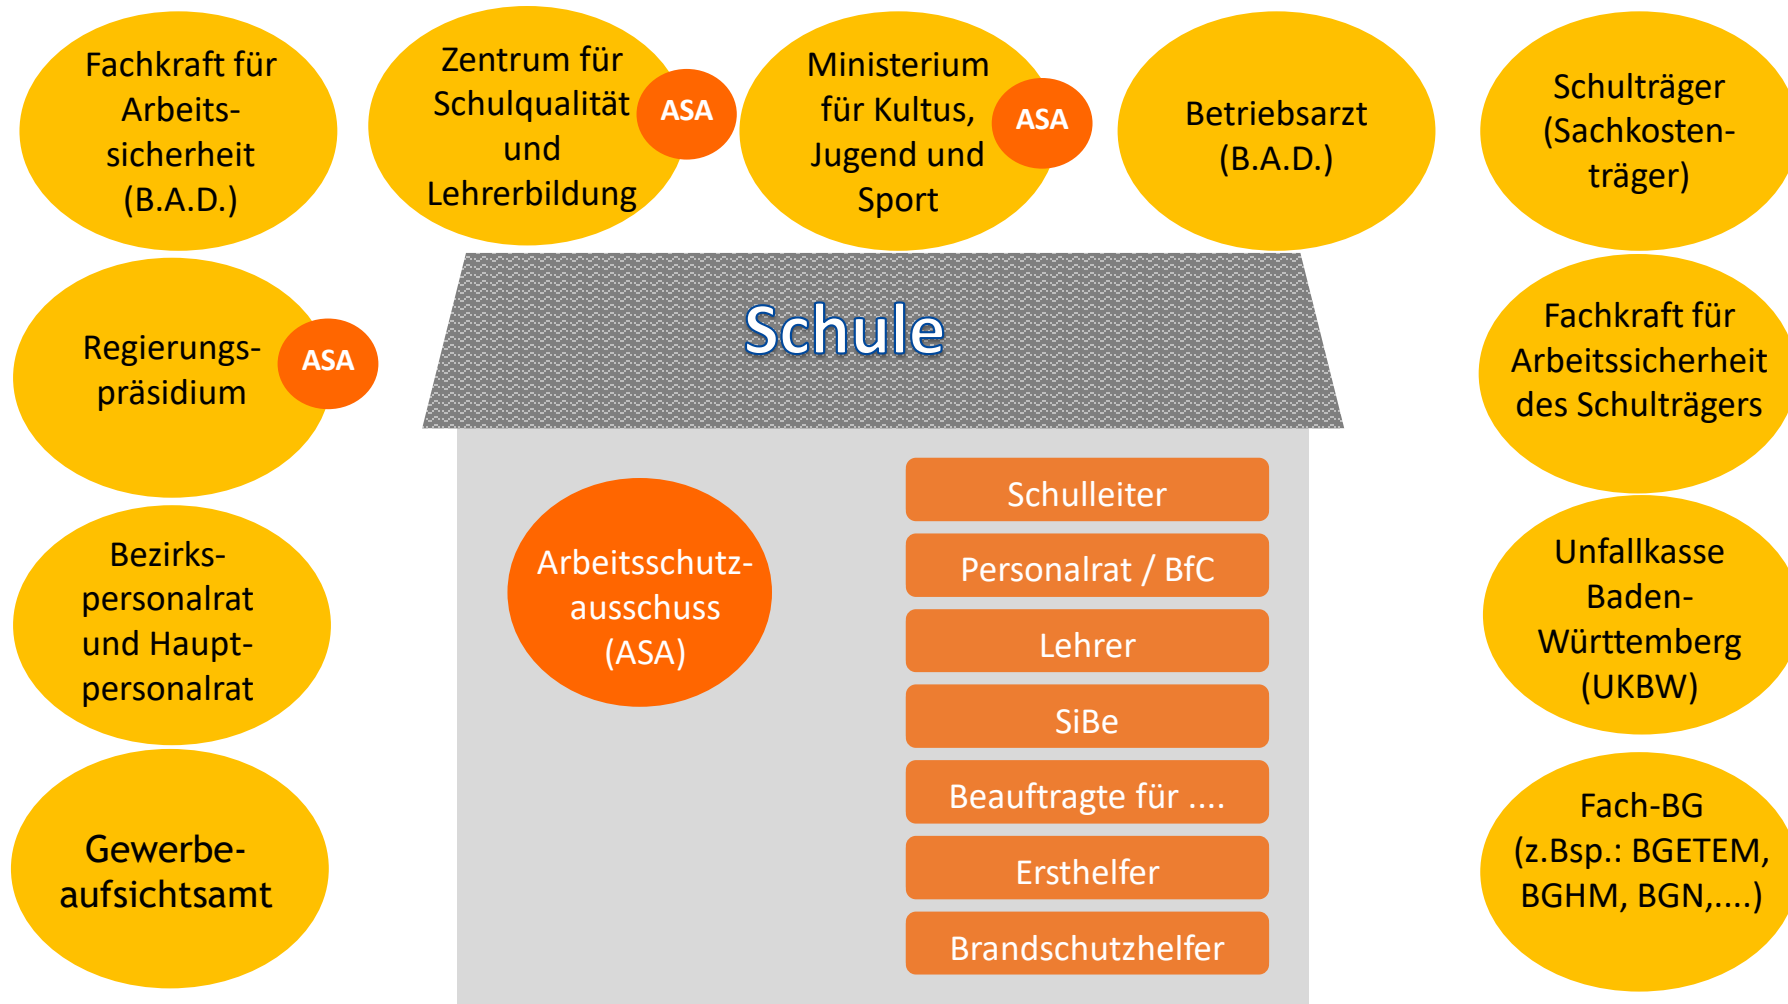 Fachkraft für
Arbeits-
sicherheit
(B.A.D.)
Zentrum für
Schulqualität
und
Lehrerbildung
ASA
Ministerium
für Kultus,
Jugend und
Sport
ASA
Betriebsarzt
(B.A.D.)
Schulträger
(Sachkosten-
träger)
Regierungs-
präsidium
ASA
Schule
Fachkraft für
Arbeitssicherheit
des Schulträgers
Bezirks-
personalrat
und Haupt-
personalrat
Arbeitsschutz-
ausschuss
(ASA)
Schulleiter
Personalrat / BfC
Lehrer
SiBe
Beauftragte für ....
Ersthelfer
Brandschutzhelfer
Unfallkasse
Baden-
Württemberg
(UKBW)
Gewerbe-
aufsichtsamt
Fach-BG
(z.Bsp.: BGETEM,
BGHM, BGN,....)